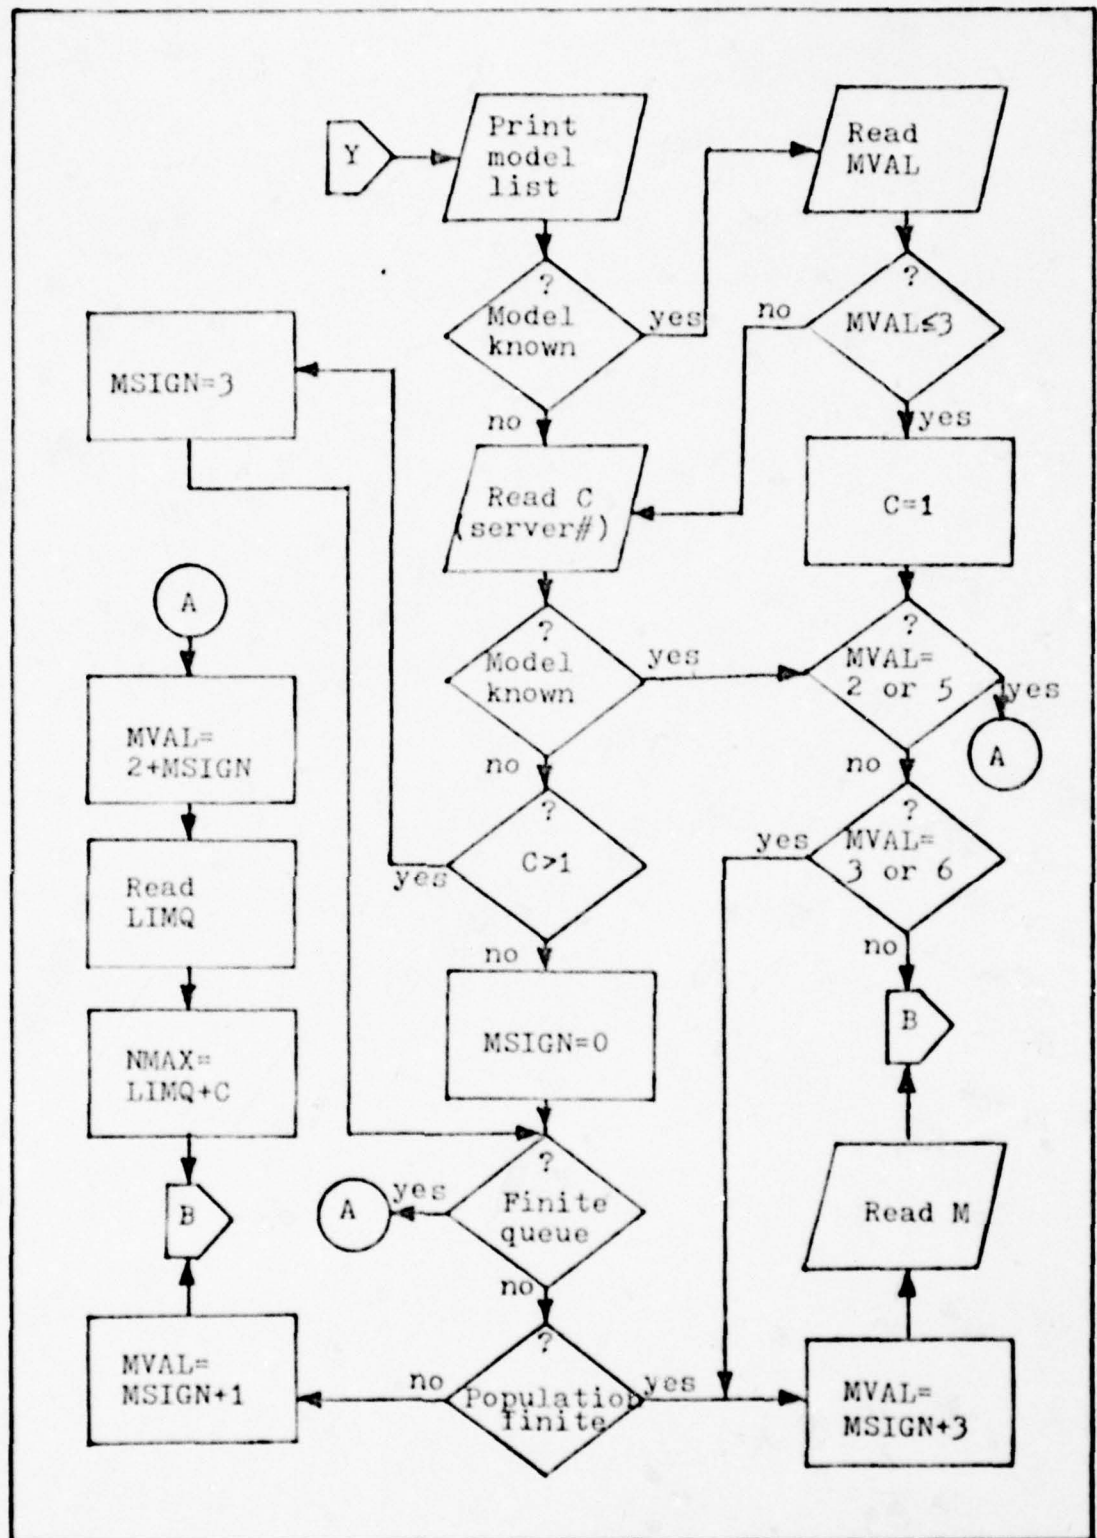 Y
Print
model
list
Read
MVAL
?
Model
known
yes
no
?
MVAL≤3
no
yes
MSIGN=3
Read C
(server#)
C=1
A
?
Model
known
yes
no
?
MVAL=
2 or 5
yes
A
no
MVAL=
2+MSIGN
?
C>1
yes
no
?
MVAL=
3 or 6
yes
no
Read
LIMQ
MSIGN=0
B
NMAX=
LIMQ+C
B
A
yes
?
Finite
queue
no
Read M
MVAL=
MSIGN+1
no
?
Population
finite
yes
MVAL=
MSIGN+3